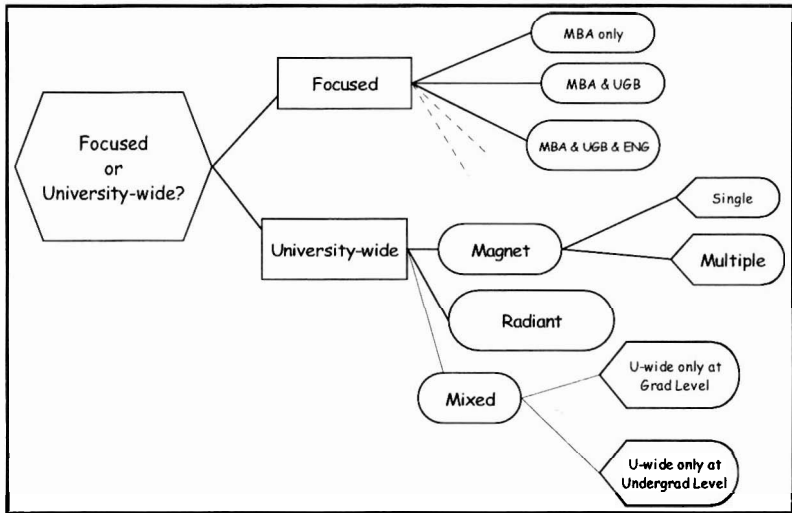 Focused
or
University-wide?
Focused
MBA only
MBA & UGB
MBA & UGB & ENG
University-wide
Magnet
Single
Multiple
Radiant
Mixed
U-wide only at
Grad Level
U-wide only at
Undergrad Level